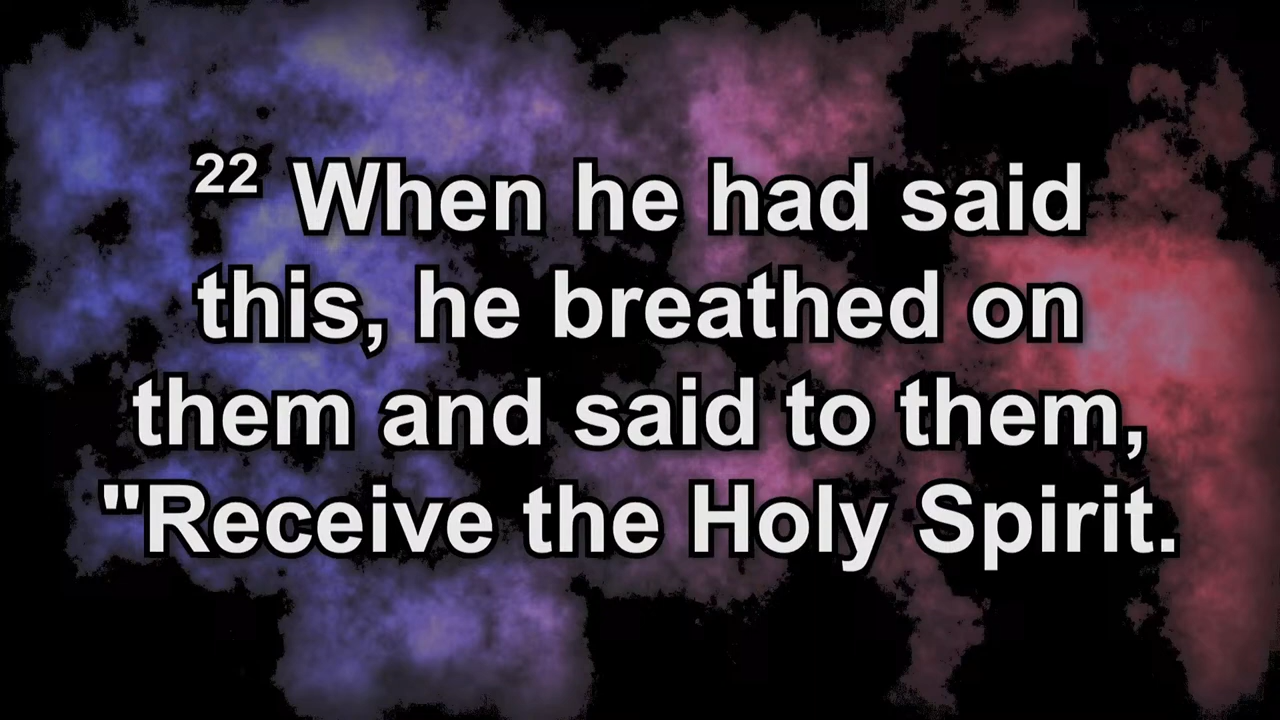 22 When he had said
this, he breathed on
them and said to them,
"Receive the Holy Spirit.